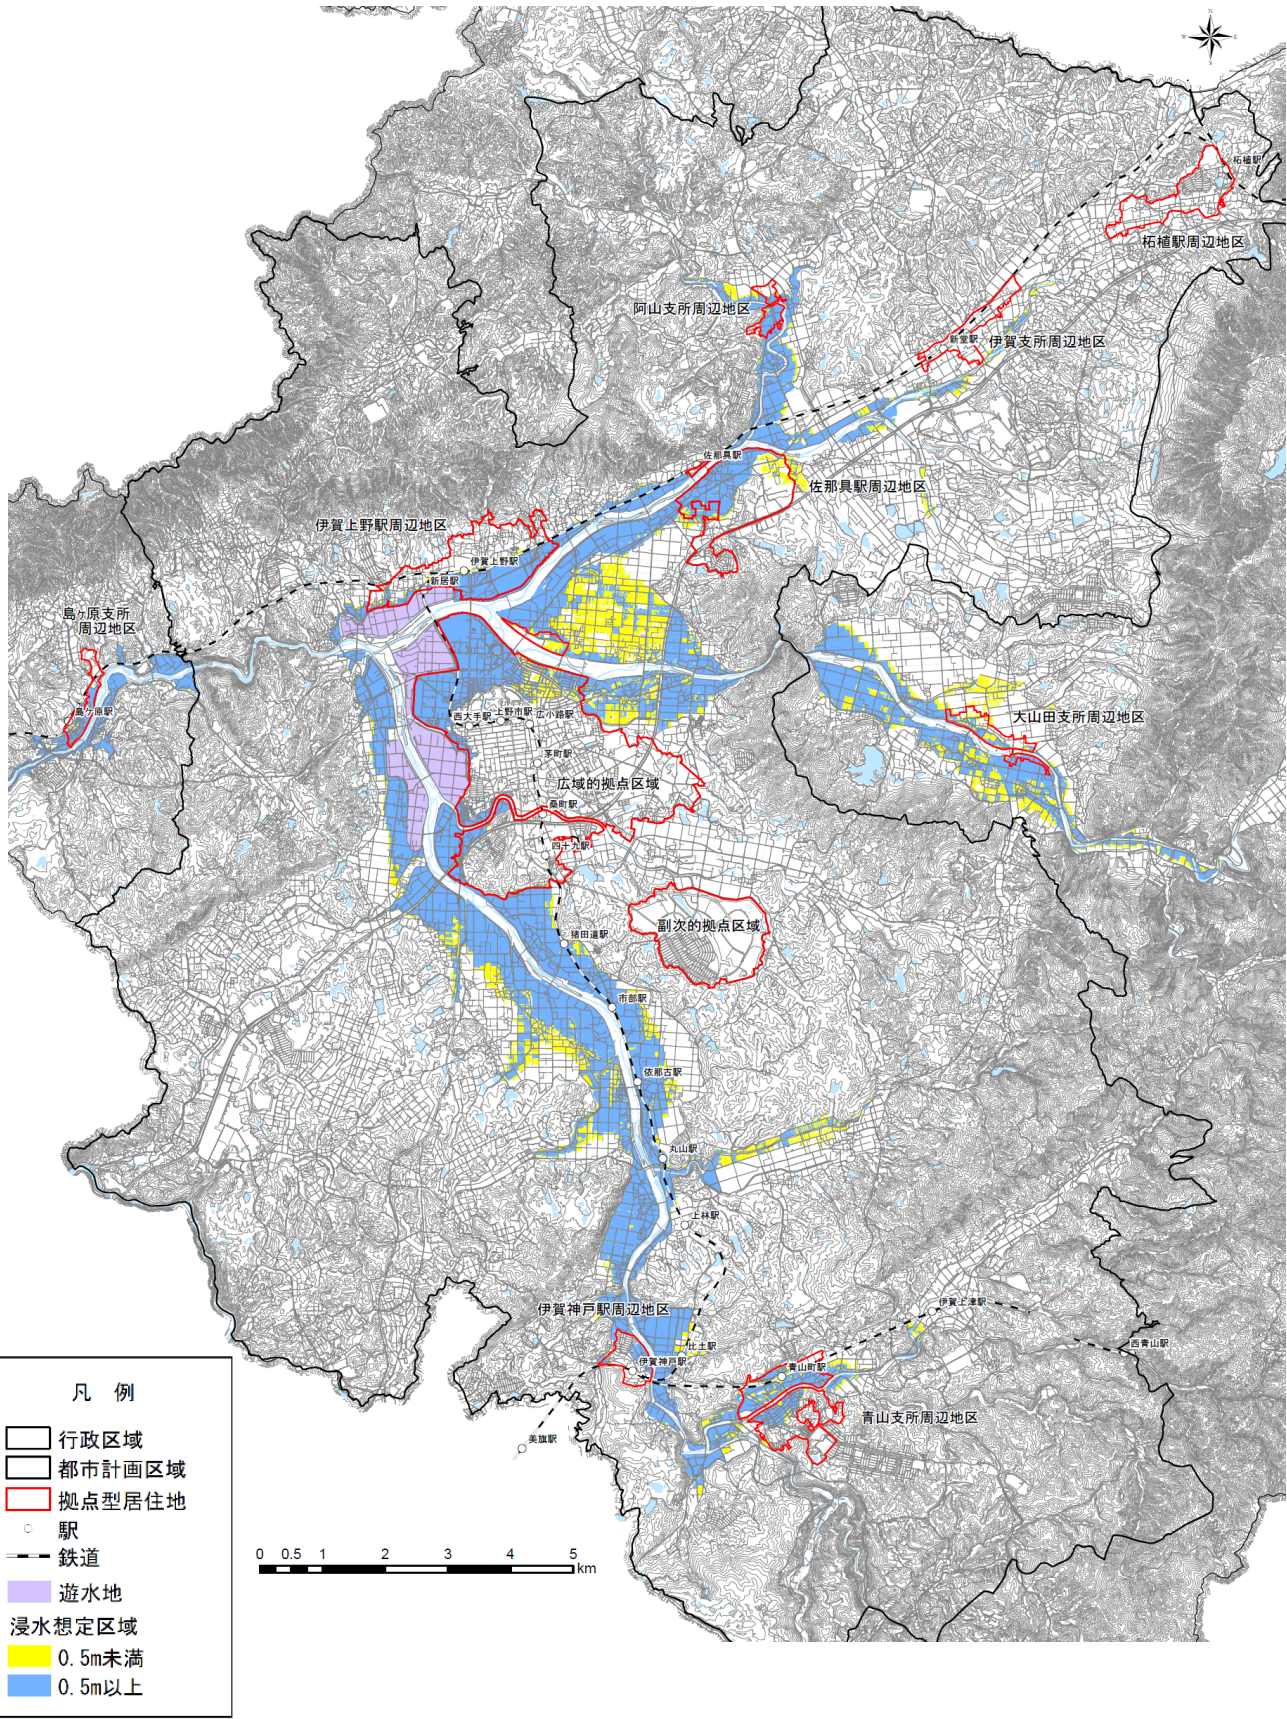 N
W
E
S
柘植駅
柘植駅周辺地区
阿山支所周辺地区
新堂駅
伊賀支所周辺地区
佐那具駅
佐那具駅周辺地区
伊賀上野駅周辺地区
伊賀上野駅
新居駅
島ヶ原支所
周辺地区
島ヶ原駅
西大手駅
上野市駅
広小路駅
大山田支所周辺地区
茅町駅
広域的拠点区域
桑町駅
四十九駅
副次的拠点区域
猪田道駅
市部駅
依那古駅
丸山駅
上林駅
伊賀神戸駅周辺地区
伊賀上津駅
比土駅
西青山駅
伊賀神戸駅
青山町駅
青山支所周辺地区
美旗駅
凡 例
行政区域
都市計画区域
拠点型居住地
駅
鉄道
遊水地
浸水想定区域
0.5m未満
0.5m以上
0 0.5 1 2 3 4 5
km